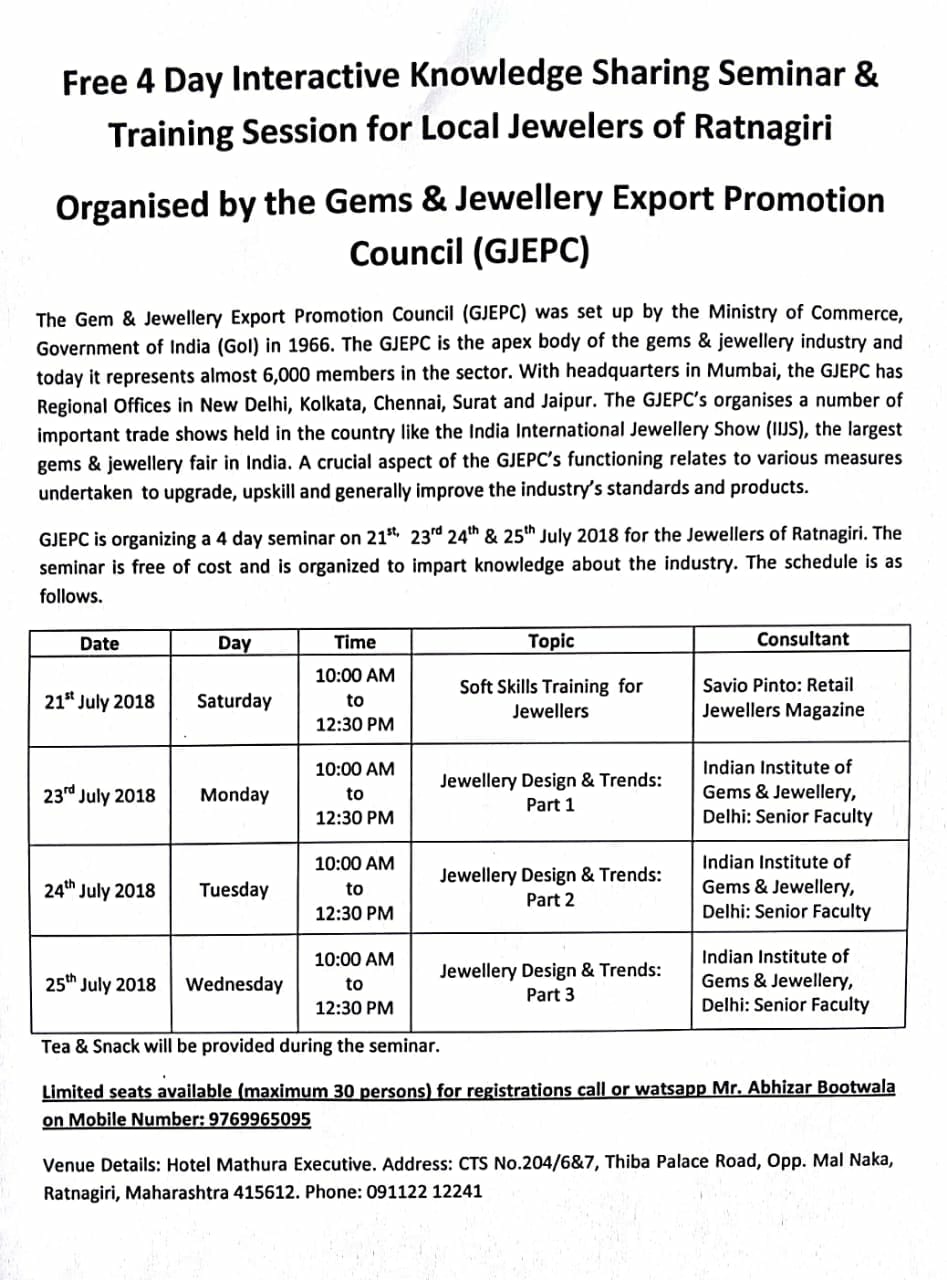 Free 4 Day Interactive Knowledge Sharing Seminar &
Training Session for Local Jewelers of Ratnagiri
Organised by the Gems & Jewellery Export Promotion
Council (GJEPC)
The Gem & Jewellery Export Promotion Council (GJEPC) was set up by the Ministry of Commerce,
Government of India (GoI) in 1966. The GJEPC is the apex body of the gems & jewellery industry and
today it represents almost 6,000 members in the sector. With headquarters in Mumbai, the GJEPC has
Regional Offices in New Delhi, Kolkata, Chennai, Surat and Jaipur. The GJEPC's organises a number of
important trade shows held in the country like the India International Jewellery Show (IIJS), the largest
gems & jewellery fair in India. A crucial aspect of the GJEPC's functioning relates to various measures
undertaken to upgrade, upskill and generally improve the industry's standards and products.
GJEPC is organizing a 4 day seminar on 21st, 23rd 24th & 25th July 2018 for the Jewellers of Ratnagiri. The
seminar is free of cost and is organized to impart knowledge about the industry. The schedule is as
follows.
Date Day Time Topic Consultant
21st July 2018 Saturday 10:00 AM to 12:30 PM Soft Skills Training for Jewellers Savio Pinto: Retail Jewellers Magazine
23rd July 2018 Monday 10:00 AM to 12:30 PM Jewellery Design & Trends: Part 1 Indian Institute of Gems & Jewellery, Delhi: Senior Faculty
24th July 2018 Tuesday 10:00 AM to 12:30 PM Jewellery Design & Trends: Part 2 Indian Institute of Gems & Jewellery, Delhi: Senior Faculty
25th July 2018 Wednesday 10:00 AM to 12:30 PM Jewellery Design & Trends: Part 3 Indian Institute of Gems & Jewellery, Delhi: Senior Faculty
Tea & Snack will be provided during the seminar.
Limited seats available (maximum 30 persons) for registrations call or watsapp Mr. Abhizar Bootwala
on Mobile Number: 9769965095
Venue Details: Hotel Mathura Executive. Address: CTS No.204/6&7, Thiba Palace Road, Opp. Mal Naka,
Ratnagiri, Maharashtra 415612. Phone: 091122 12241